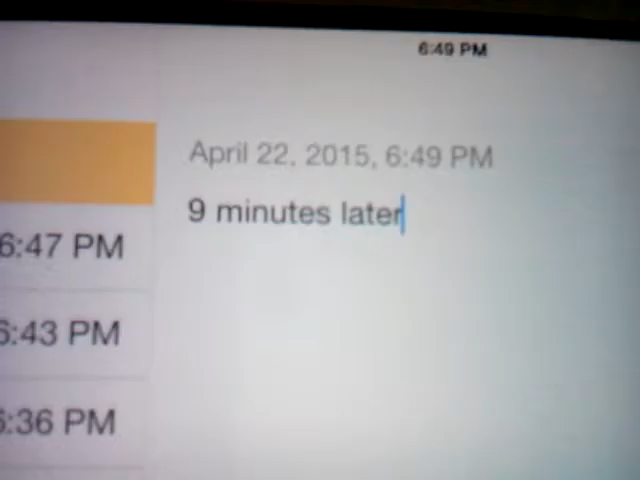 6:49 PM
April 22, 2015, 6:49 PM
9 minutes later
6:47 PM
6:43 PM
6:36 PM